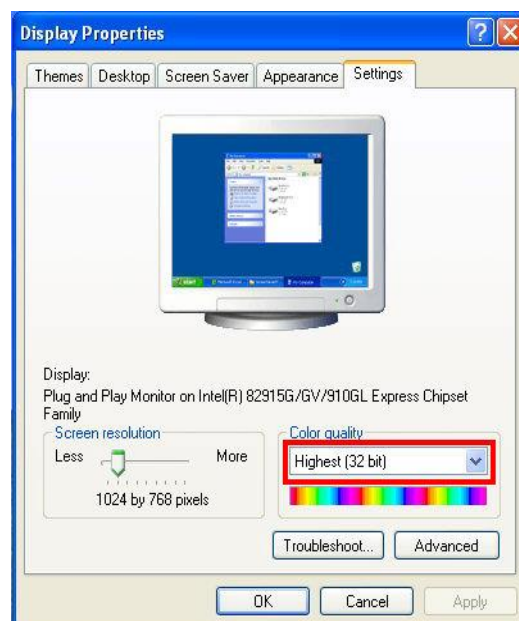 Display Properties
Themes Desktop Screen Saver Appearance Settings
Display:
Plug and Play Monitor on Intel(R) 82915G/GV/910GL Express Chipset
Family
Screen resolution
Less More
1024 by 768 pixels
Color quality
Highest (32 bit)
Troubleshoot... Advanced
OK Cancel Apply